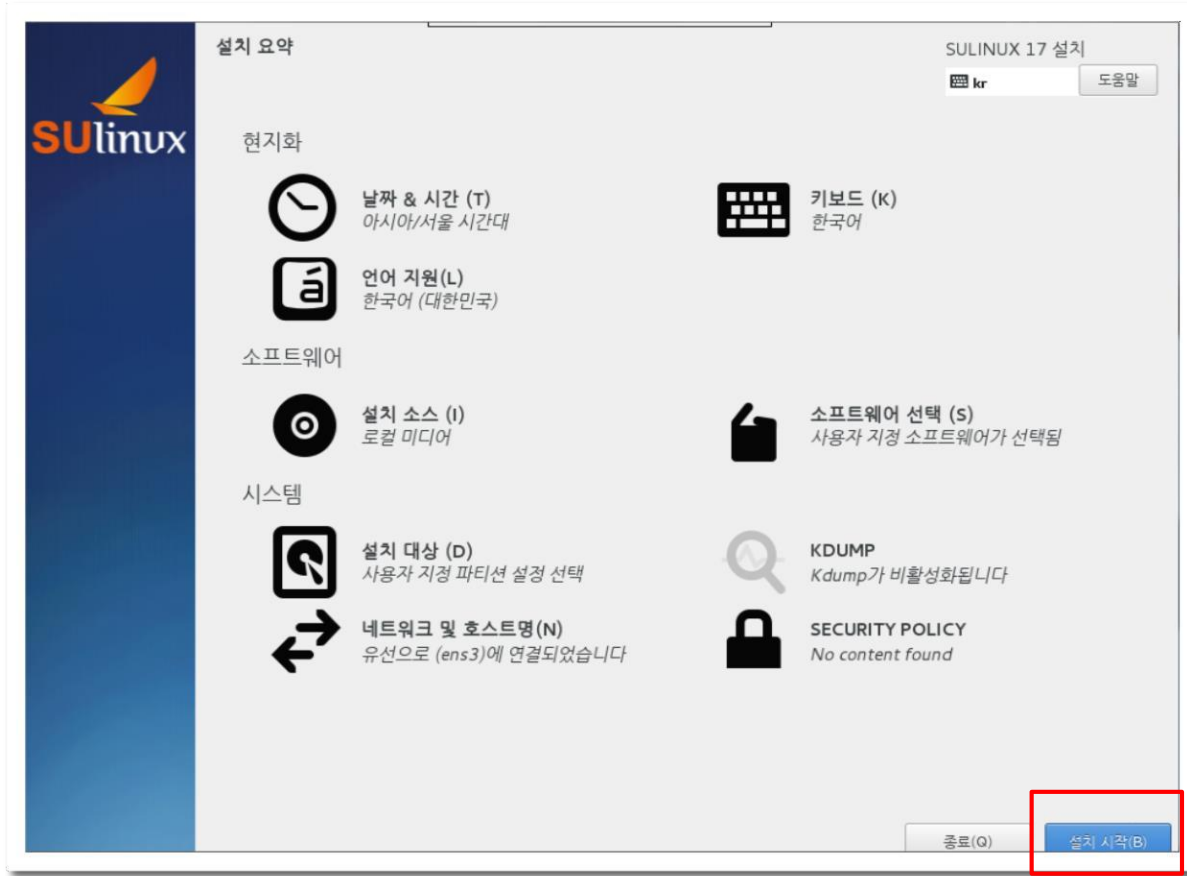 설치 요약
SULINUX 17 설치
kr
도움말
SUlinux
현지화
날짜 & 시간 (T)
아시아/서울 시간대
키보드 (K)
한국어
언어 지원(L)
한국어 (대한민국)
소프트웨어
설치 소스 (I)
로컬 미디어
소프트웨어 선택 (S)
사용자 지정 소프트웨어가 선택됨
시스템
설치 대상 (D)
사용자 지정 파티션 설정 선택
KDUMP
Kdump가 비활성화됩니다
네트워크 및 호스트명(N)
유선으로 (ens3)에 연결되었습니다
SECURITY POLICY
No content found
종료(Q)
설치 시작(B)